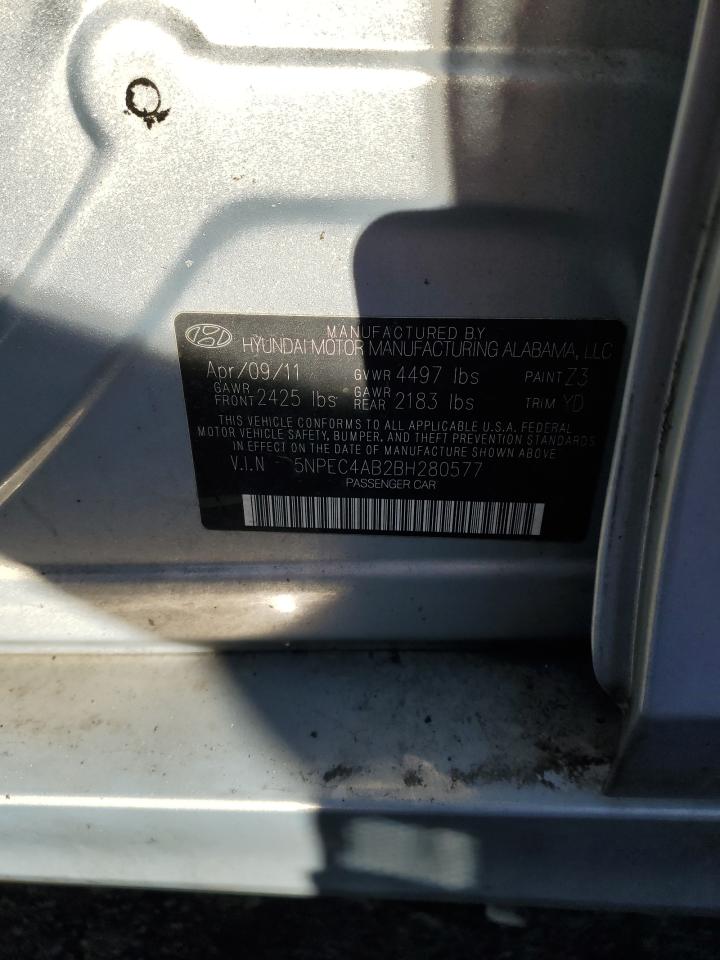 MANUFACTURED BY
HYUNDAI MOTOR MANUFACTURING ALABAMA, LLC
Apr/09/11 GVWR 4497 lbs PAINT Z3
GAWR FRONT 2425 lbs GAWR REAR 2183 lbs TRIM YD
THIS VEHICLE CONFORMS TO ALL APPLICABLE U.S.A. FEDERAL
MOTOR VEHICLE SAFETY, BUMPER, AND THEFT PREVENTION STANDARDS
IN EFFECT ON THE DATE OF MANUFACTURE SHOWN ABOVE
V.I.N 5NPEC4AB2BH280577
PASSENGER CAR